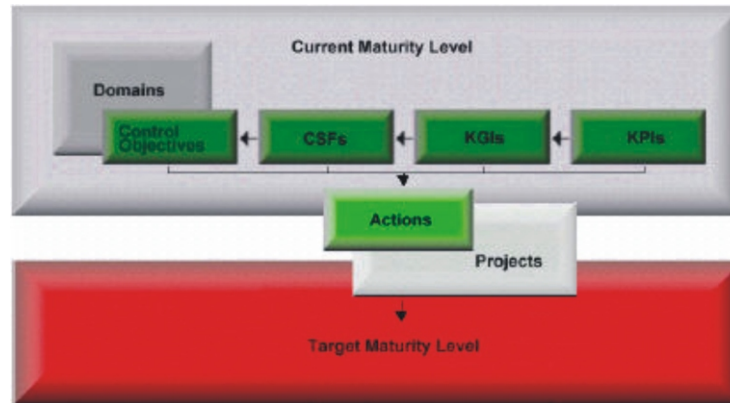 Current Maturity Level
Domains
Control
Objectives
CSFs
KGIs
KPIs
Actions
Projects
Target Maturity Level